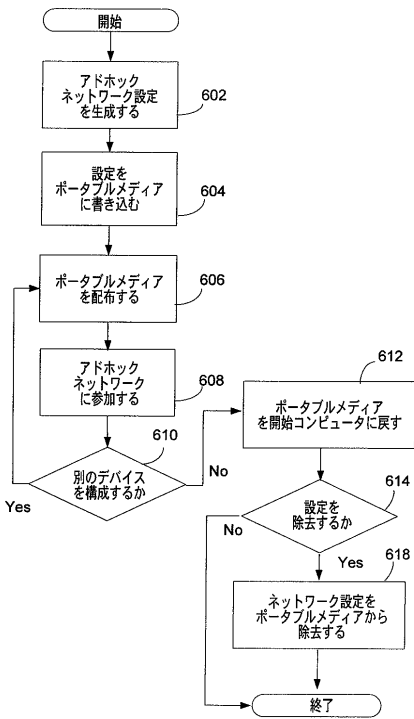 開始
アドホック
ネットワーク設定
を生成する
602
設定を
ポータブルメディア
に書き込む
604
ポータブルメディア
を配布する
606
アドホック
ネットワーク
に参加する
608
610
別のデバイス
を構成するか
Yes
No
612
ポータブルメディア
を開始コンピュータに戻す
614
設定を
除去するか
No
Yes
618
ネットワーク設定を
ポータブルメディアから
除去する
終了